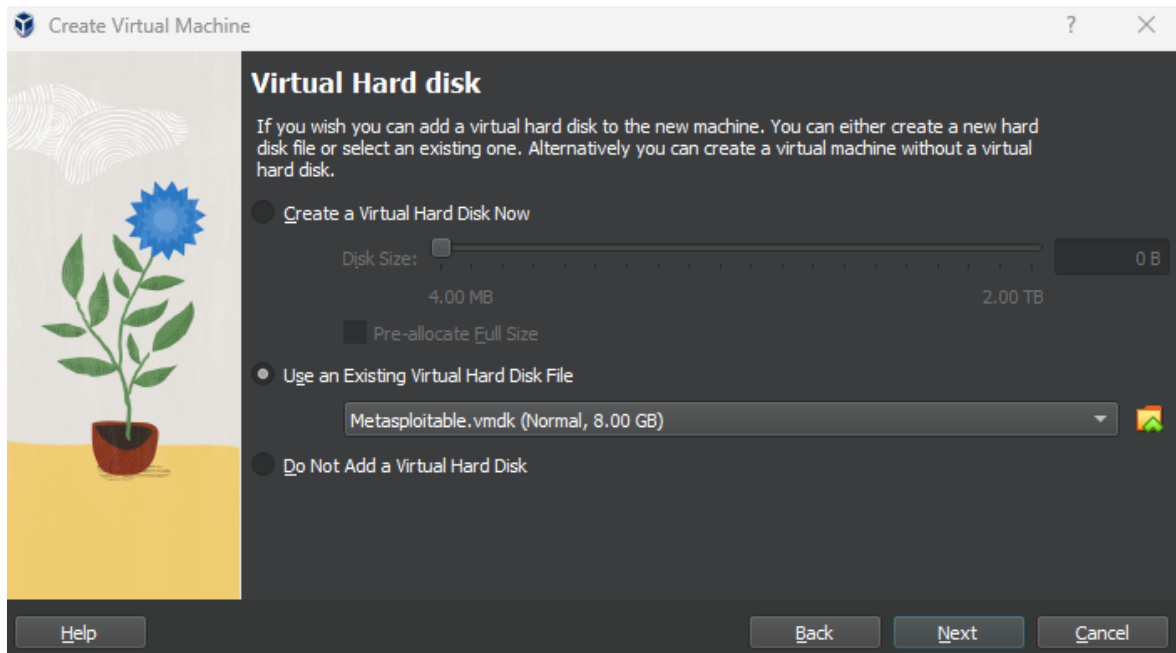 Create Virtual Machine
?
Virtual Hard disk
If you wish you can add a virtual hard disk to the new machine. You can either create a new hard
disk file or select an existing one. Alternatively you can create a virtual machine without a virtual
hard disk.
Create a Virtual Hard Disk Now
Disk Size:
0 B
4.00 MB
2.00 TB
Pre-allocate Full Size
Use an Existing Virtual Hard Disk File
Metasploitable.vmdk (Normal, 8.00 GB)
Do Not Add a Virtual Hard Disk
Help
Back
Next
Cancel